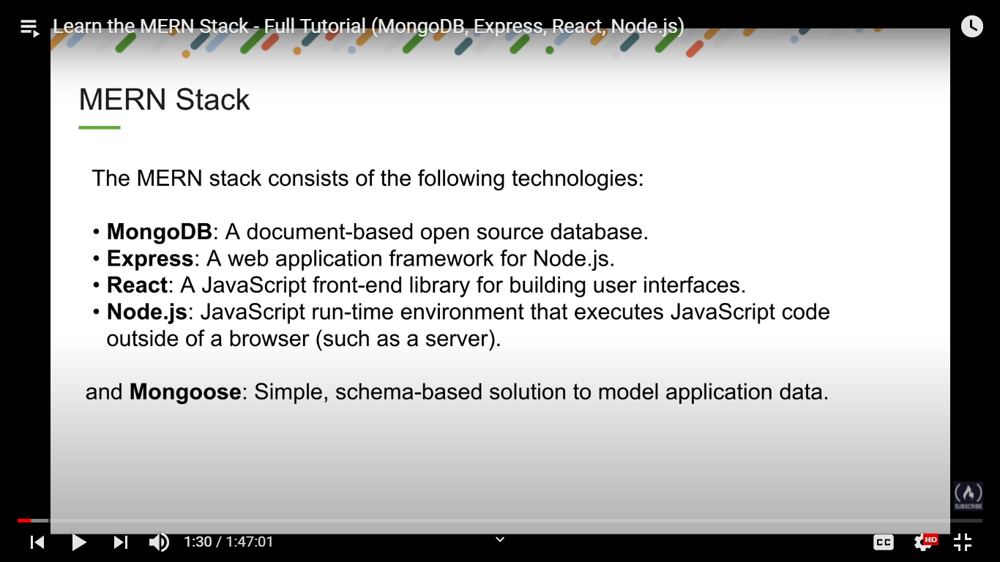 Learn the MERN Stack - Full Tutorial (MongoDB, Express, React, Node.js)
MERN Stack
The MERN stack consists of the following technologies:
• MongoDB: A document-based open source database.
• Express: A web application framework for Node.js.
• React: A JavaScript front-end library for building user interfaces.
• Node.js: JavaScript run-time environment that executes JavaScript code
outside of a browser (such as a server).
and Mongoose: Simple, schema-based solution to model application data.
SUBSCRIBE
1:30 / 1:47:01
CC
HD